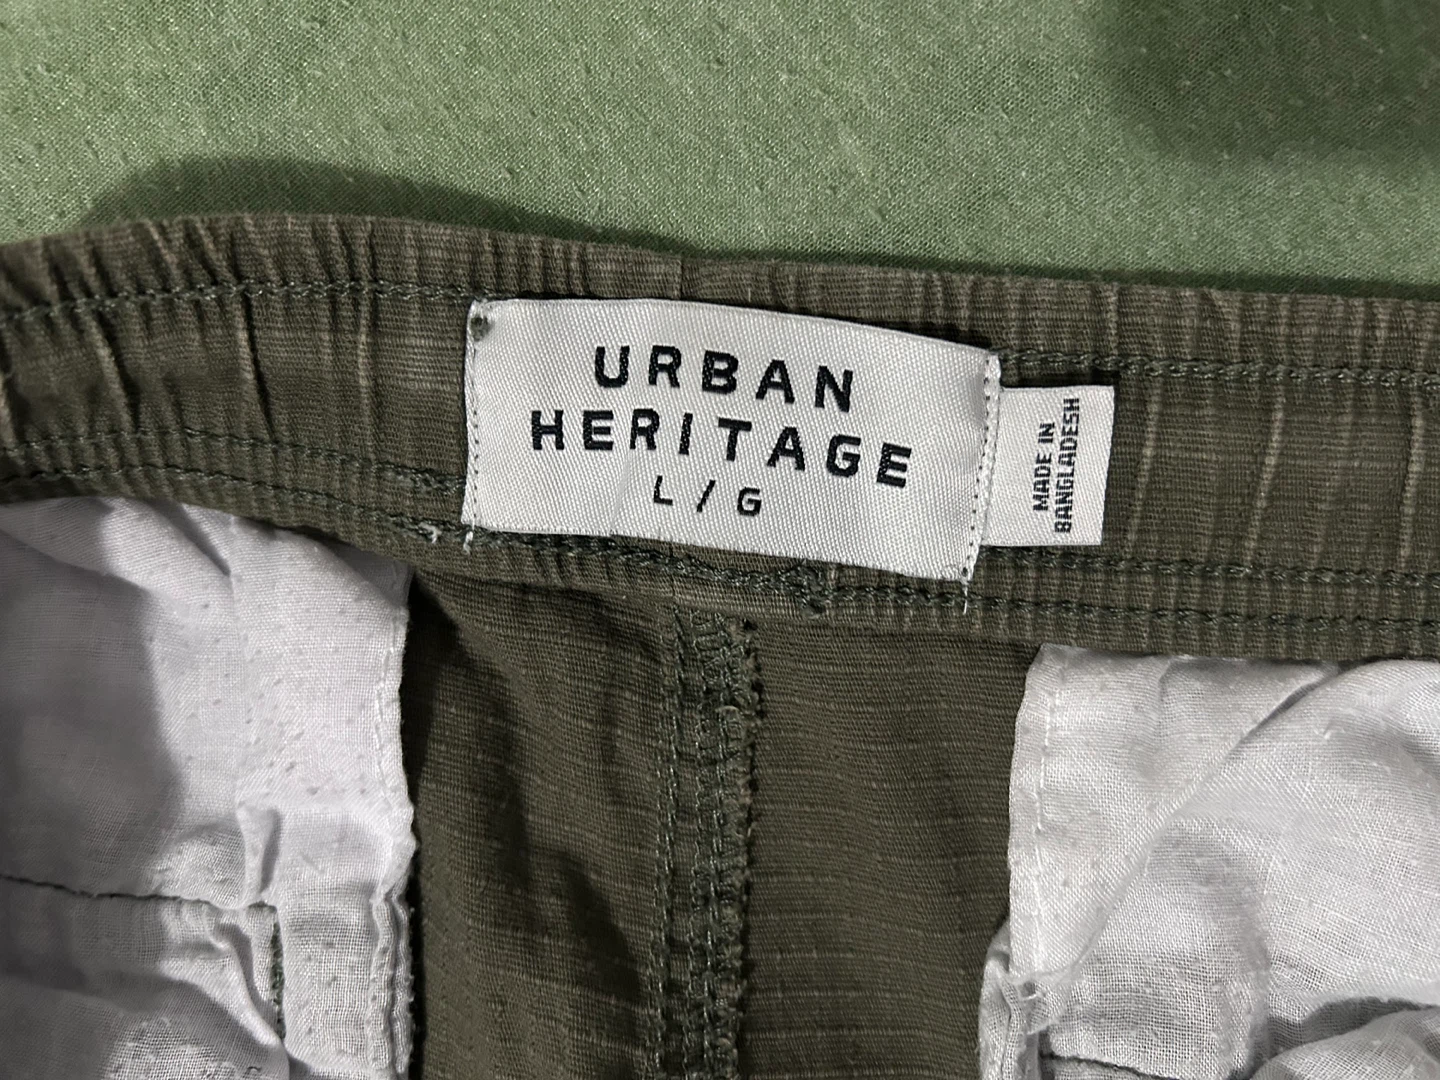 URBAN
HERITAGE
L / G
MADE IN
BANGLADESH